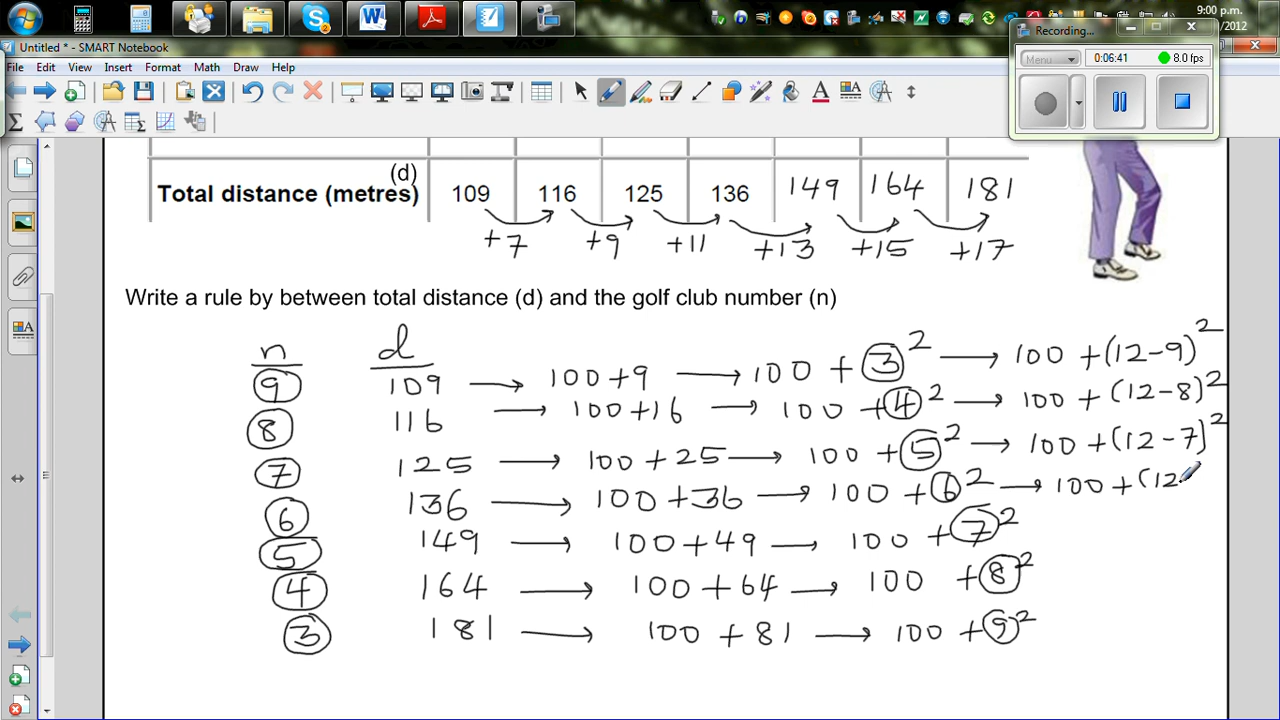 9:00 p.m.
/2012
Untitled * - SMART Notebook
Recording...
File Edit View Insert Format Math Draw Help
Menu 0:06:41 8.0 fps
(d)
Total distance (metres) 109 116 125 136 149 164 181
+7 +9 +11 +13 +15 +17
Write a rule by between total distance (d) and the golf club number (n)
n d
9 109 → 100+9 → 100 + 3² → 100 + (12-9)²
8 116 → 100+16 → 100 + 4² → 100 + (12-8)²
7 125 → 100 + 25 → 100 + 5² → 100 + (12-7)²
6 136 → 100 + 36 → 100 + 6² → 100 + (12
5 149 → 100 + 49 → 100 + 7²
4 164 → 100 + 64 → 100 + 8²
3 181 → 100 + 81 → 100 + 9²